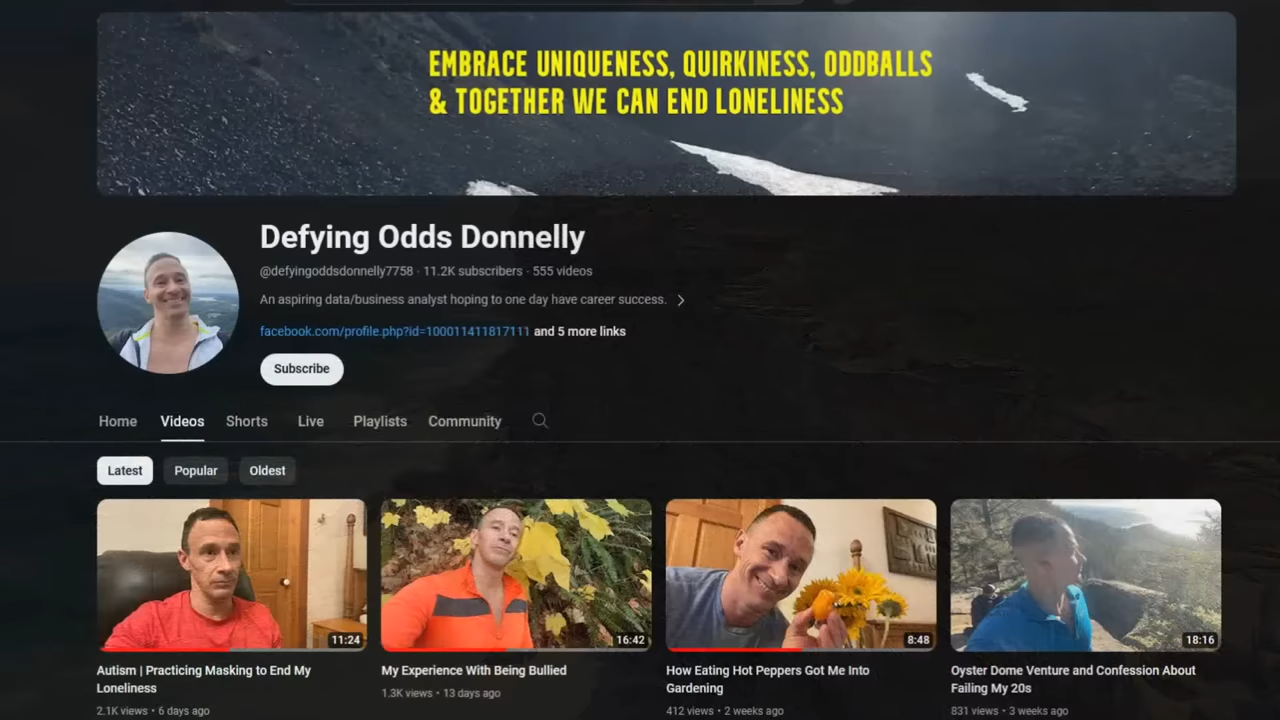 EMBRACE UNIQUENESS, QUIRKINESS, ODDBALLS
& TOGETHER WE CAN END LONELINESS
Defying Odds Donnelly
@defyingoddsdonnelly7758 · 11.2K subscribers · 555 videos
An aspiring data/business analyst hoping to one day have career success.
facebook.com/profile.php?id=100011411817111 and 5 more links
Subscribe
Home Videos Shorts Live Playlists Community
Latest Popular Oldest
11:24 16:42 8:48 18:16
Autism | Practicing Masking to End My
Loneliness
2.1K views • 6 days ago
My Experience With Being Bullied
1.3K views • 13 days ago
How Eating Hot Peppers Got Me Into
Gardening
412 views • 2 weeks ago
Oyster Dome Venture and Confession About
Failing My 20s
831 views • 3 weeks ago